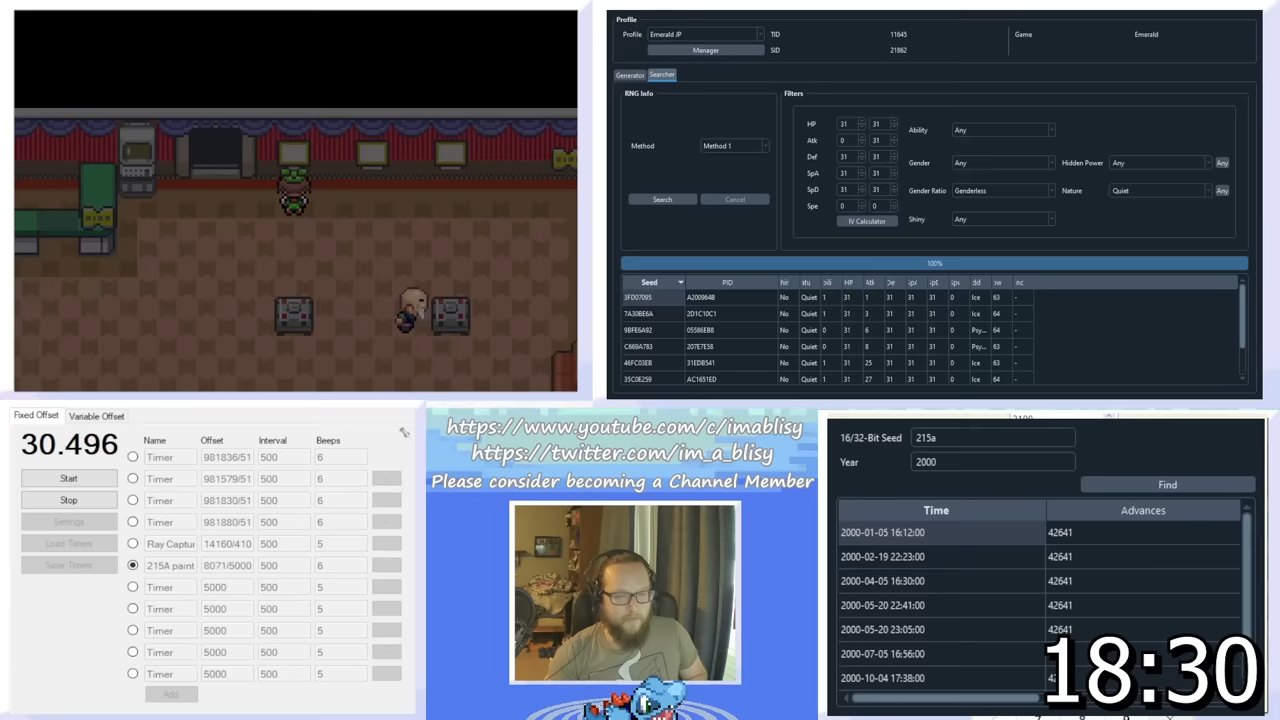 Profile
Profile Emerald JP TID 11645 Game Emerald
Manager SID 21862
Generator Searcher
RNG Info Filters
HP 31 31
Ability Any
Atk 0 31
Method Method 1
Def 31 31
Gender Any Hidden Power Any Any
SpA 31 31
SpD 31 31
Gender Ratio Genderless Nature Quiet Any
Search Cancel
Spe 0 0
IV Calculator Shiny Any
100%
Seed PID HP
3FD07095 A200964B No Quiet 1 31 1 31 31 31 0 Ice 63 -
7A30BE6A 2D1C10C1 No Quiet 1 31 3 31 31 31 0 Ice 64 -
9BFE6A92 05586EB8 No Quiet 0 31 6 31 31 31 0 Psy... 64 -
C669A783 207E7E58 No Quiet 0 31 8 31 31 31 0 Psy... 63 -
46FC03EB 31EDB541 No Quiet 1 31 25 31 31 31 0 Ice 63 -
35C0E259 AC1651ED No Quiet 1 31 27 31 31 31 0 Ice 64 -
Fixed Offset Variable Offset
30.496
Name Offset Interval Beeps
Timer 981836/51 500 6
Start Timer 981579/51 500 6
Stop Timer 981830/51 500 6
Settings Timer 981880/51 500 6
Load Timers Ray Captur 14160/410 500 5
Save Timers 215A paint 8071/5000 500 5
Timer 5000 500 5
Timer 5000 500 5
Timer 5000 500 5
Timer 5000 500 5
Timer 5000 500 5
Add
https://www.youtube.com/c/imablisy
https://twitter.com/im_a_blisy
Please consider becoming a Channel Member
16/32-Bit Seed 215a
Year 2000
Find
Time Advances
2000-01-05 16:12:00 42641
2000-02-19 22:23:00 42641
2000-04-05 16:30:00 42641
2000-05-20 22:41:00 42641
2000-05-20 23:05:00 42641
2000-07-05 16:56:00
2000-10-04 17:38:00
18:30